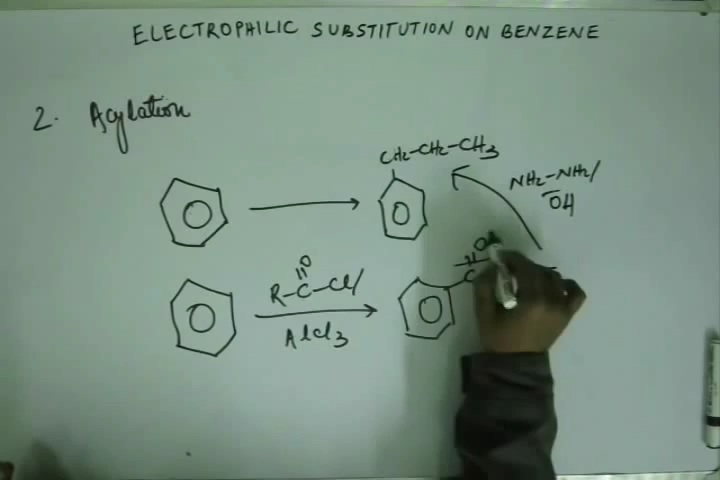 ELECTROPHILIC SUBSTITUTION ON BENZENE
2. Acylation
CH2-CH2-CH3
NH2-NH2/
-OH
O
R-C-Cl/
AlCl3
C